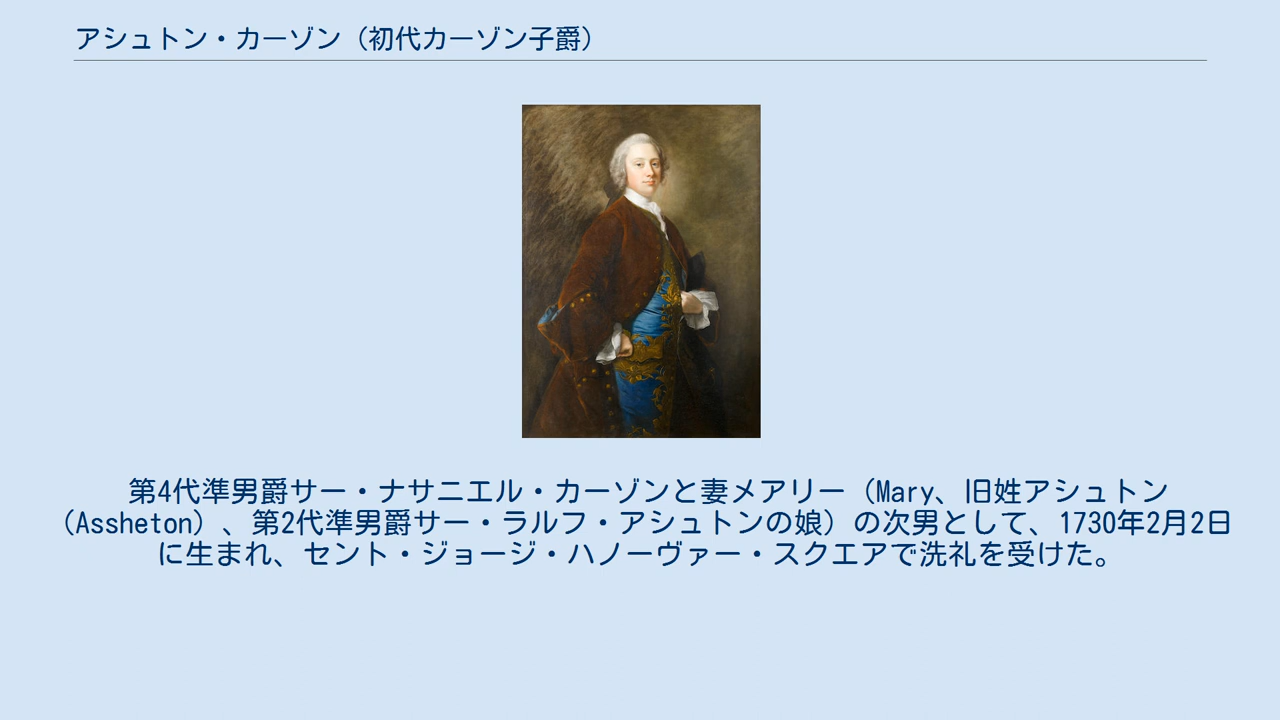 アシュトン・カーゾン（初代カーゾン子爵）
第4代準男爵サー・ナサニエル・カーゾンと妻メアリー（Mary、旧姓アシュトン
（Assheton）、第2代準男爵サー・ラルフ・アシュトンの娘）の次男として、1730年2月2日
に生まれ、セント・ジョージ・ハノーヴァー・スクエアで洗礼を受けた。